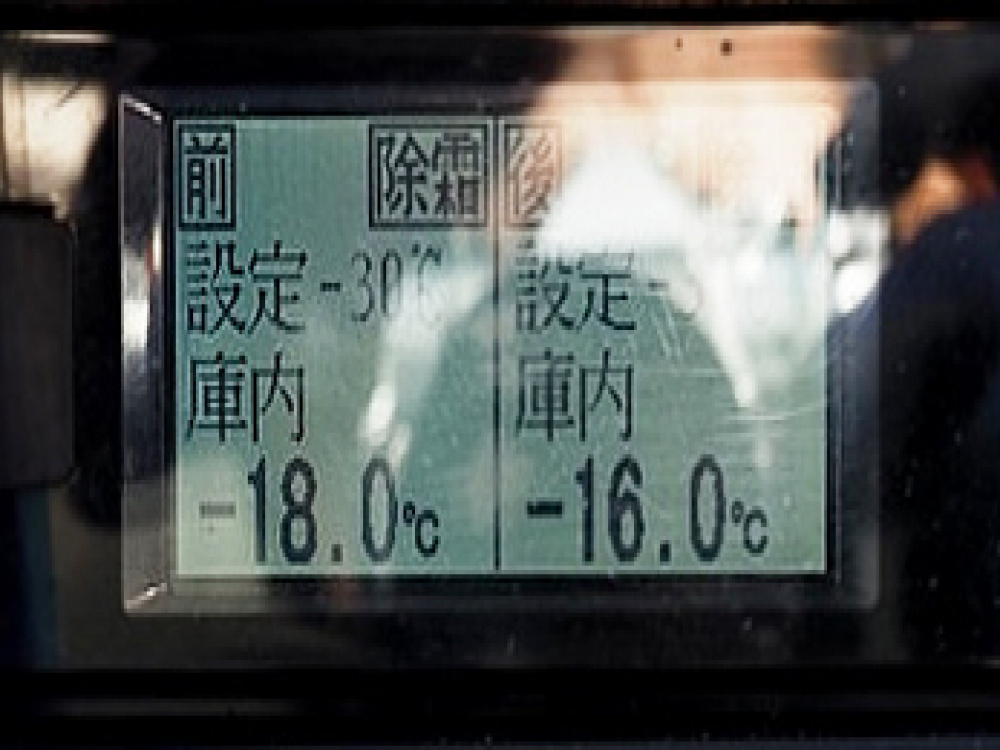 前 除霜
設定-30℃
庫内
-18.0℃
後
設定-
庫内
-16.0℃